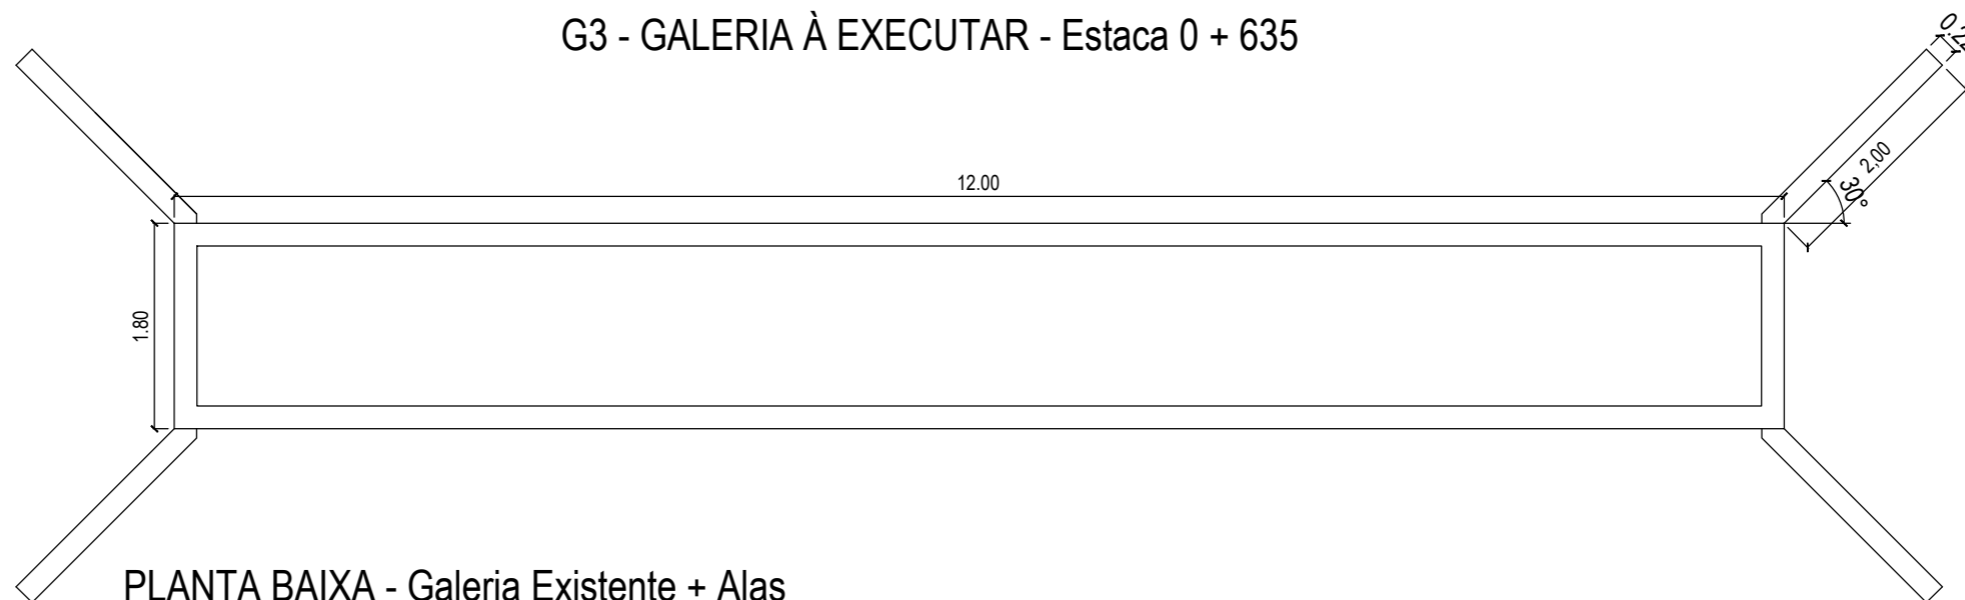 G3 - GALERIA À EXECUTAR - Estaca 0 + 635
12.00
2,00
30°
1.80
PLANTA BAIXA - Galeria Existente + Alas